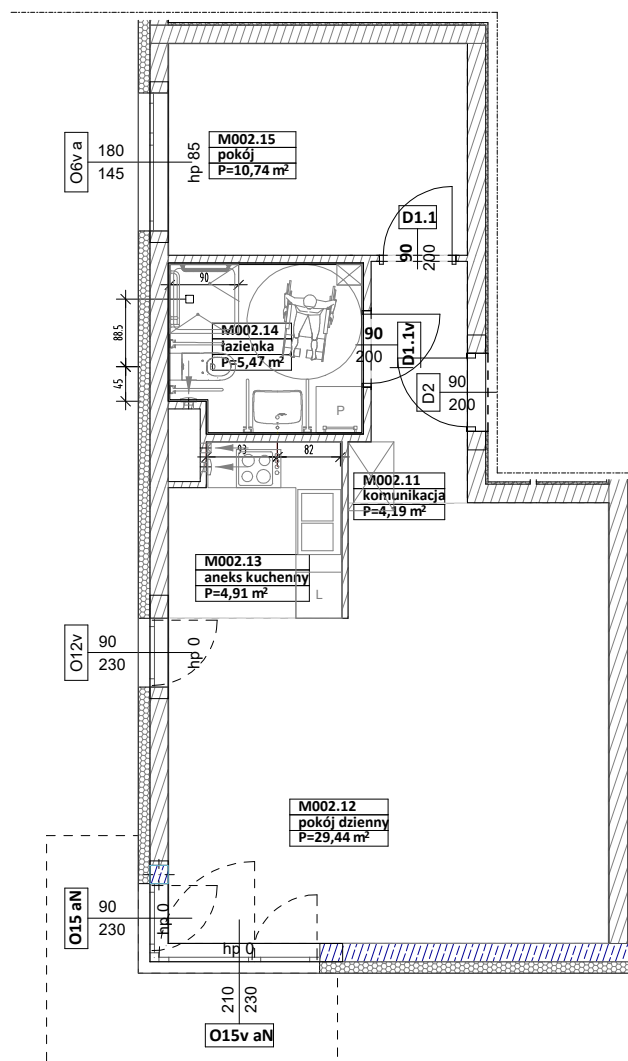 O6v a
180
145
hp 85
M002.15
pokój
P=10,74 m²
D1.1
90
200
90
88.5
45
M002.14
łazienka
P=5,47 m²
90
200
D1.1v
D2
90
200
P
93
82
M002.11
komunikacja
P=4,19 m²
M002.13
aneks kuchenny
P=4,91 m²
L
O12v
90
230
hp 0
M002.12
pokój dzienny
P=29,44 m²
O15 aN
90
230
hp 0
hp 0
210
230
O15v aN